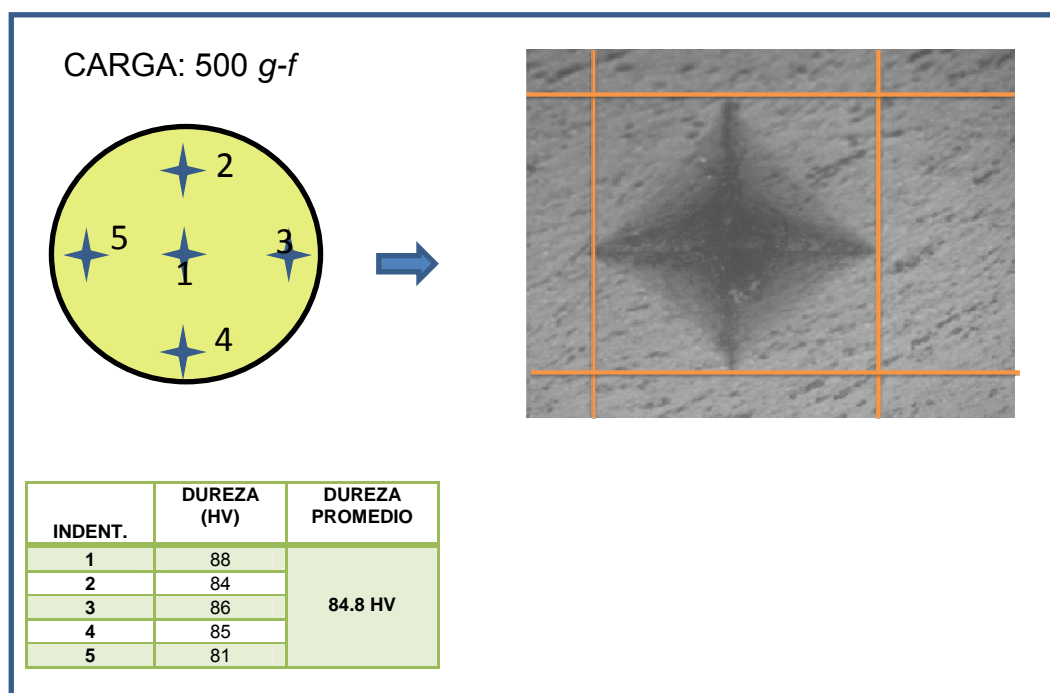 CARGA: 500 g-f
2
5
3
1
4
INDENT.
DUREZA
(HV)
DUREZA
PROMEDIO
1 88
2 84
3 86
84.8 HV
4 85
5 81